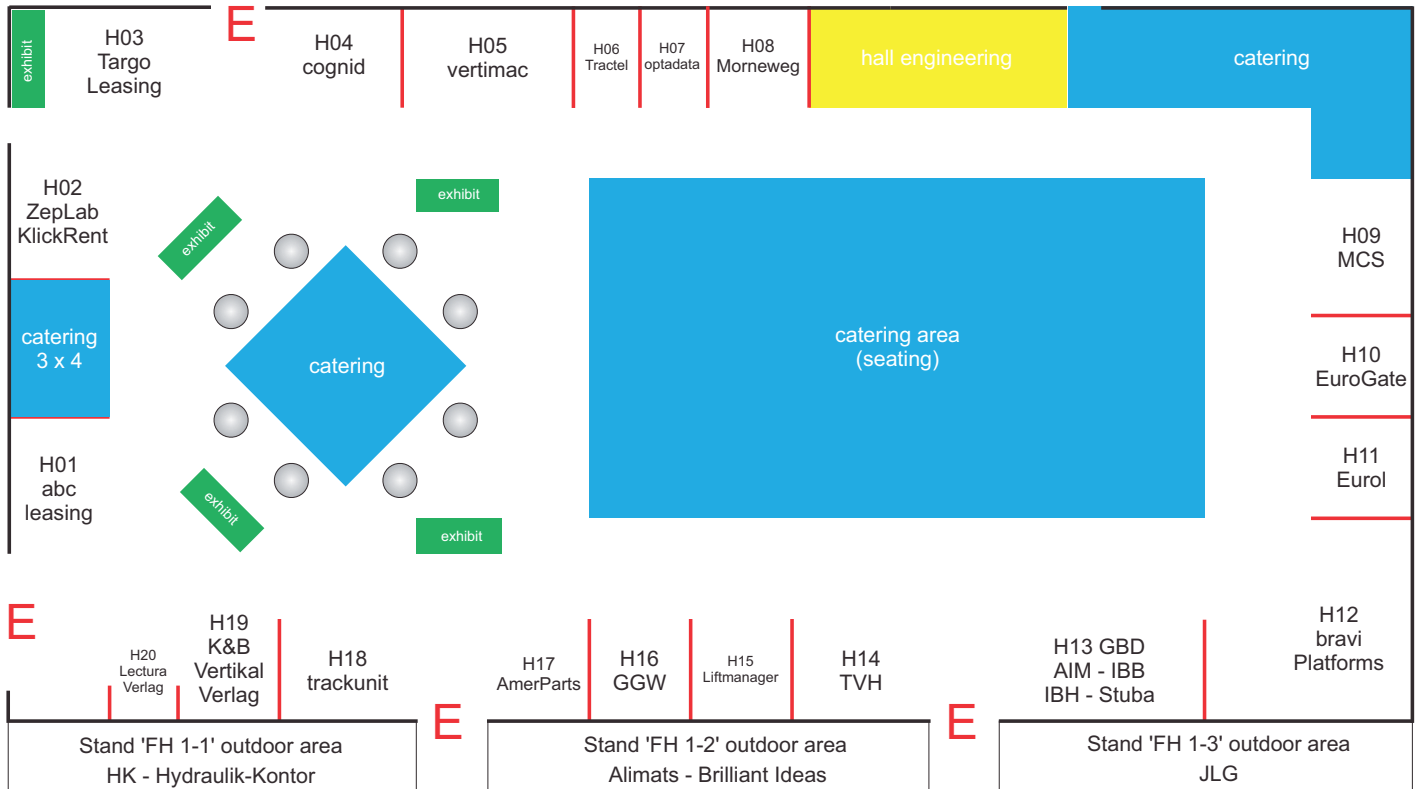 exhibit
H03
Targo
Leasing
E
H04
cognid
H05
vertimac
H06
Tractel
H07
optadata
H08
Morneweg
hall engineering
catering
H02
ZepLab
KlickRent
exhibit
exhibit
H09
MCS
catering
3 x 4
catering
catering area
(seating)
H10
EuroGate
H01
abc
leasing
exhibit
exhibit
H11
Eurol
E
H20
Lectura
Verlag
H19
K&B
Vertikal
Verlag
H18
trackunit
H17
AmerParts
H16
GGW
H15
Liftmanager
H14
TVH
H13 GBD
AIM - IBB
IBH - Stuba
H12
bravi
Platforms
E
E
Stand 'FH 1-1' outdoor area
HK - Hydraulik-Kontor
Stand 'FH 1-2' outdoor area
Alimats - Brilliant Ideas
Stand 'FH 1-3' outdoor area
JLG